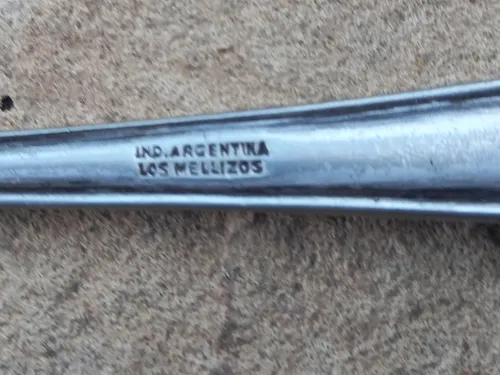 IND. ARGENTINA
LOS MELLIZOS